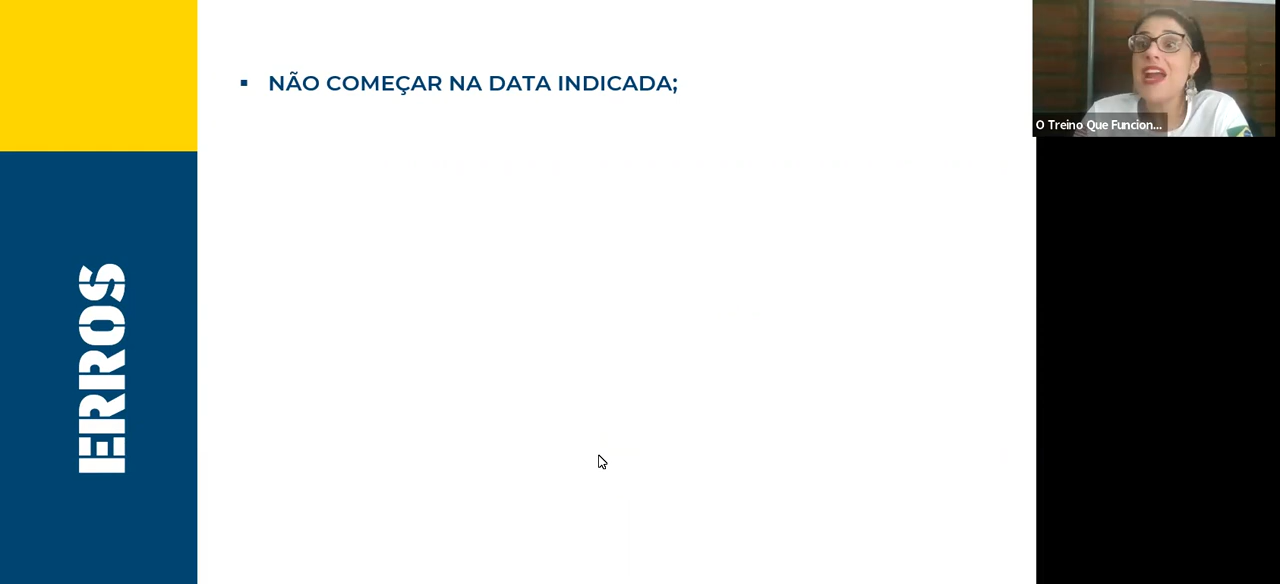 ▪ NÃO COMEÇAR NA DATA INDICADA;
O Treino Que Funcion...
ERROS